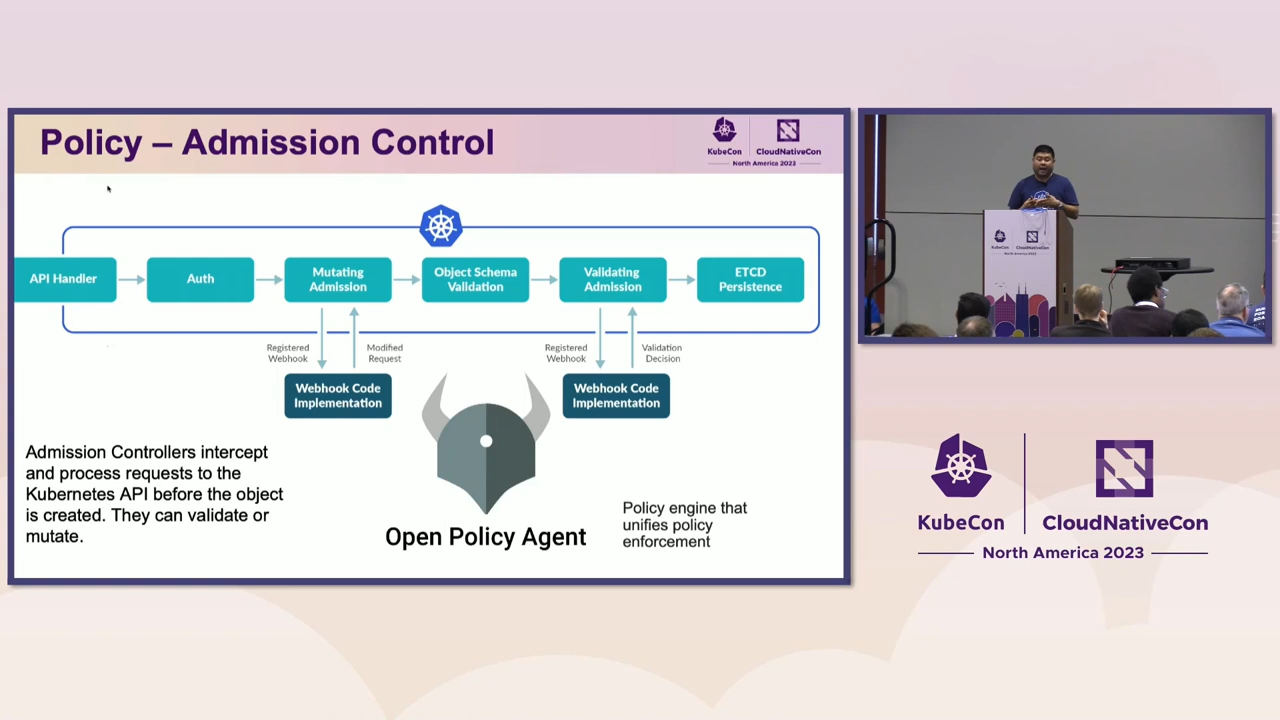 Policy – Admission Control
KubeCon
CloudNativeCon
North America 2023
API Handler
Auth
Mutating
Admission
Object Schema
Validation
Validating
Admission
ETCD
Persistence
Registered
Webhook
Modified
Request
Registered
Webhook
Validation
Decision
Webhook Code
Implementation
Webhook Code
Implementation
Admission Controllers intercept
and process requests to the
Kubernetes API before the object
is created. They can validate or
mutate.
Open Policy Agent
Policy engine that
unifies policy
enforcement
KubeCon
CloudNativeCon
North America 2023
KubeCon
CloudNativeCon
North America 2023